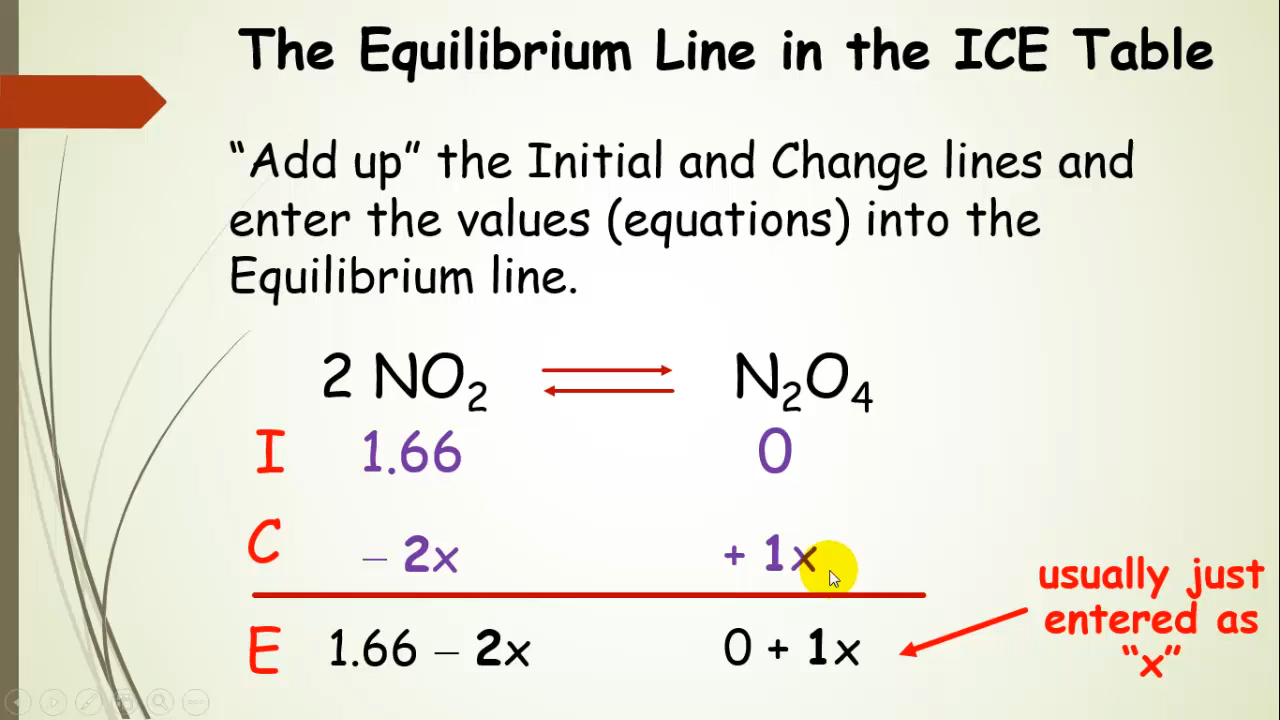 The Equilibrium Line in the ICE Table
“Add up” the Initial and Change lines and
enter the values (equations) into the
Equilibrium line.
2 NO₂ ⇌ N₂O₄
I 1.66 0
C – 2x + 1x
E 1.66 – 2x 0 + 1x
usually just
entered as
“x”